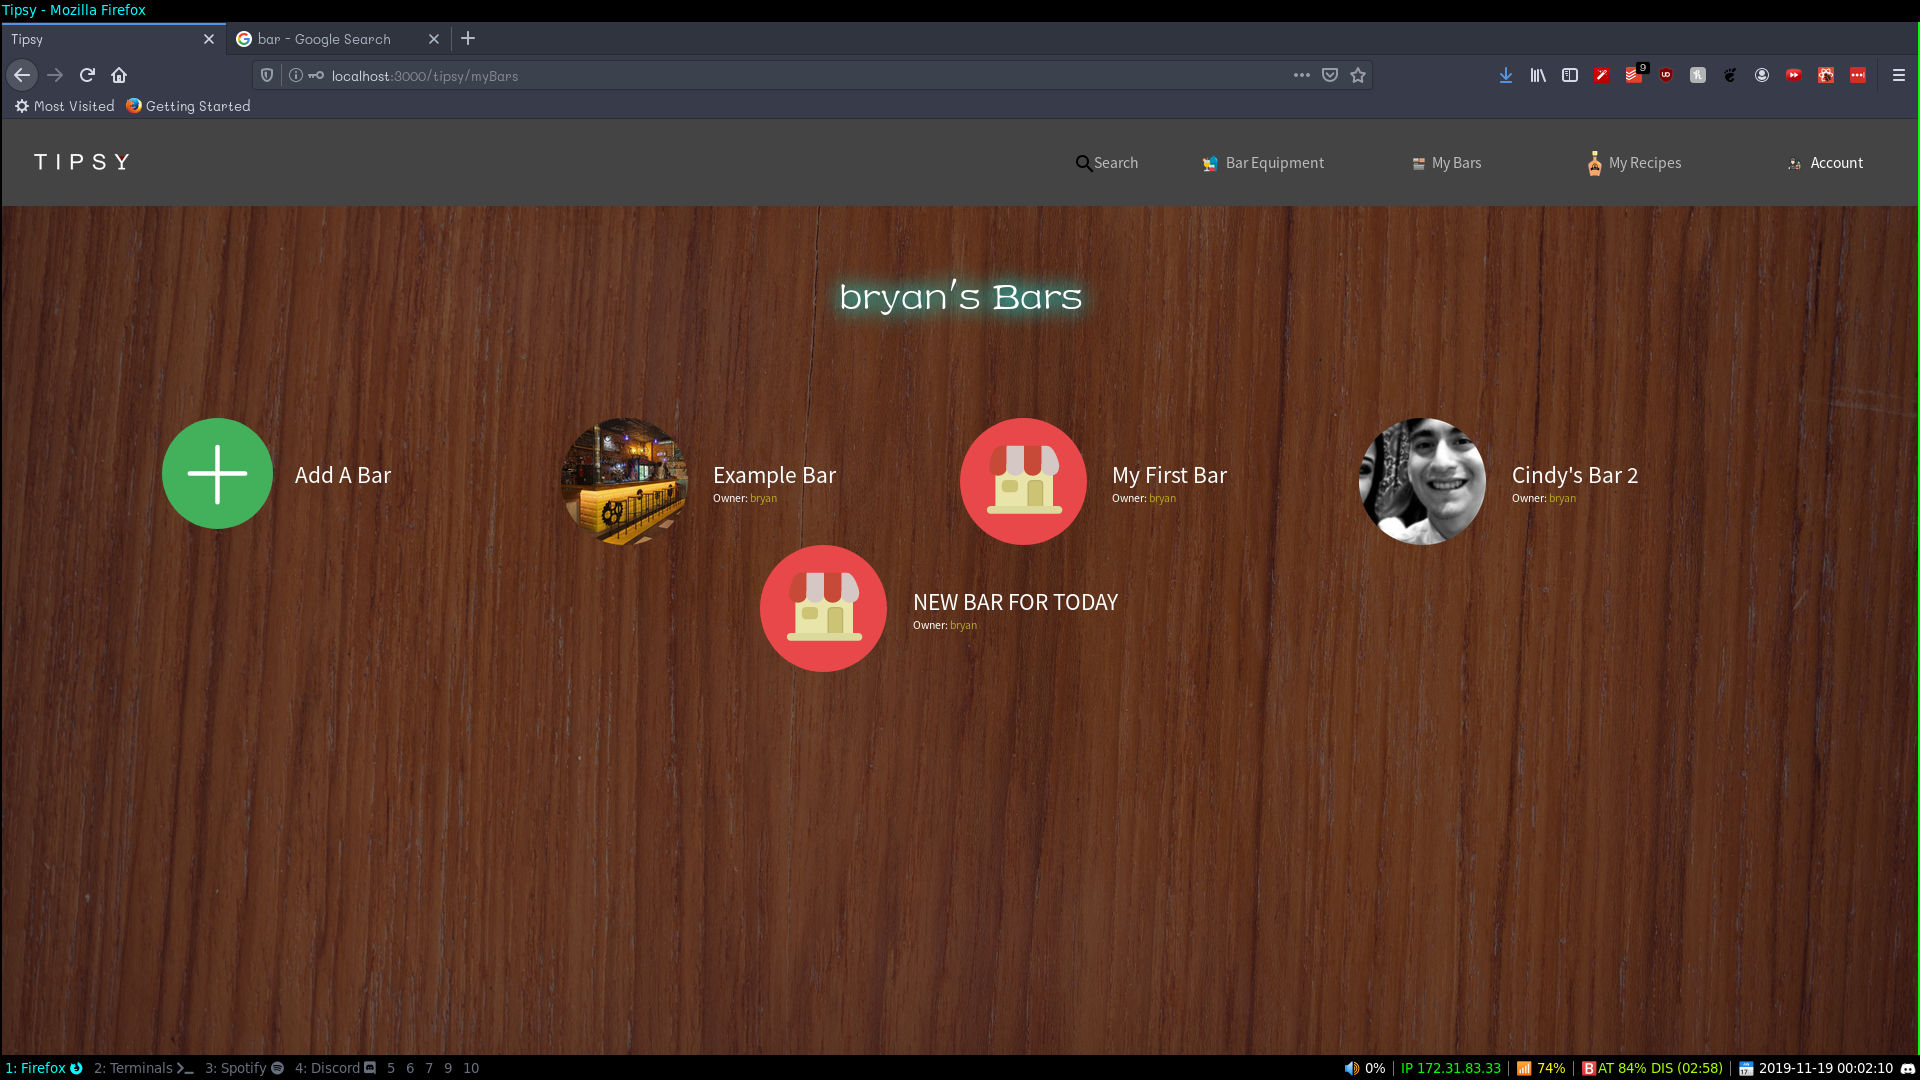 Tipsy - Mozilla Firefox
Tipsy
bar - Google Search
localhost:3000/tipsy/myBars
9
Most Visited
Getting Started
TIPSY
Search
Bar Equipment
My Bars
My Recipes
Account
bryan's Bars
Add A Bar
Example Bar
Owner: bryan
My First Bar
Owner: bryan
Cindy's Bar 2
Owner: bryan
NEW BAR FOR TODAY
Owner: bryan
1: Firefox 2: Terminals 3: Spotify 4: Discord 5 6 7 9 10
0% | IP 172.31.83.33 | 74% | BAT 84% DIS (02:58) | 2019-11-19 00:02:10